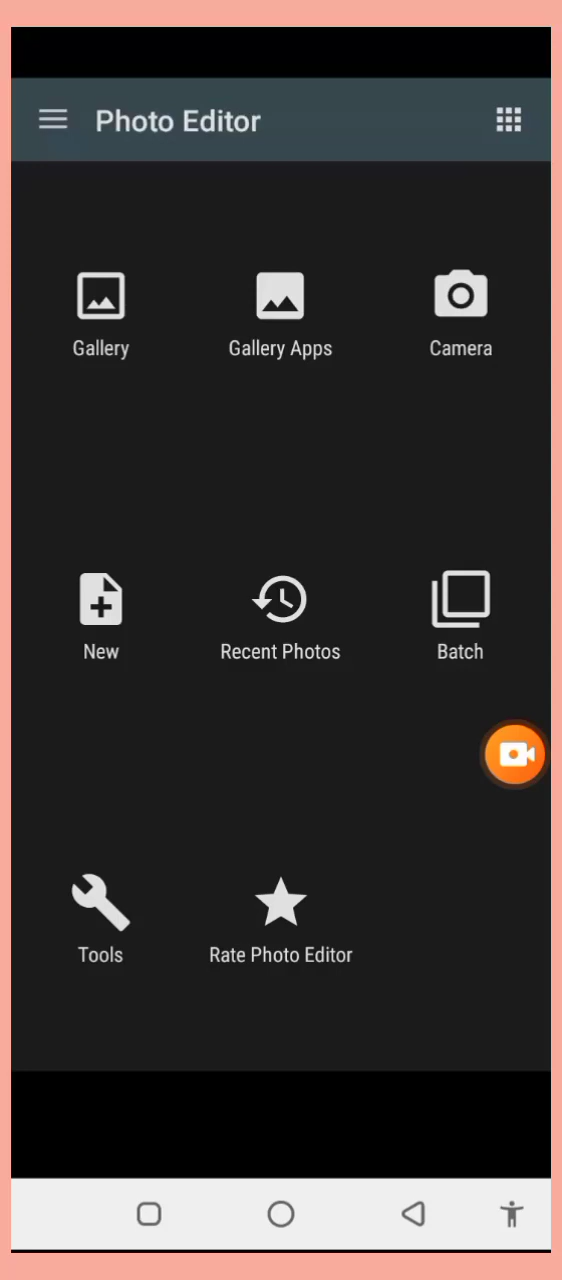 Photo Editor
Gallery
Gallery Apps
Camera
New
Recent Photos
Batch
Tools
Rate Photo Editor